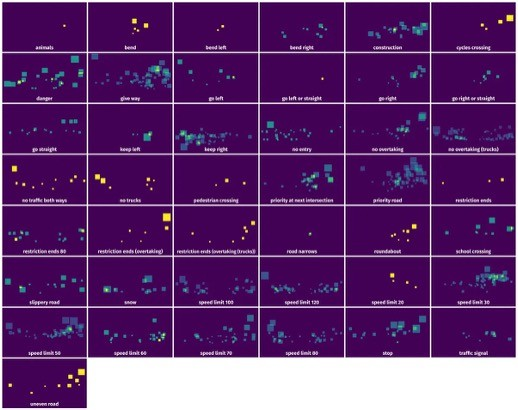 animals
bend
bend left
bend right
construction
cycles crossing
danger
give way
go left
go left or straight
go right
go right or straight
go straight
keep left
keep right
no entry
no overtaking
no overtaking (trucks)
no traffic both ways
no trucks
pedestrian crossing
priority at next intersection
priority road
restriction ends
restriction ends 80
restriction ends (overtaking)
restriction ends (overtaking (trucks))
road narrows
roundabout
school crossing
slippery road
snow
speed limit 100
speed limit 120
speed limit 20
speed limit 30
speed limit 50
speed limit 60
speed limit 70
speed limit 80
stop
traffic signal
uneven road